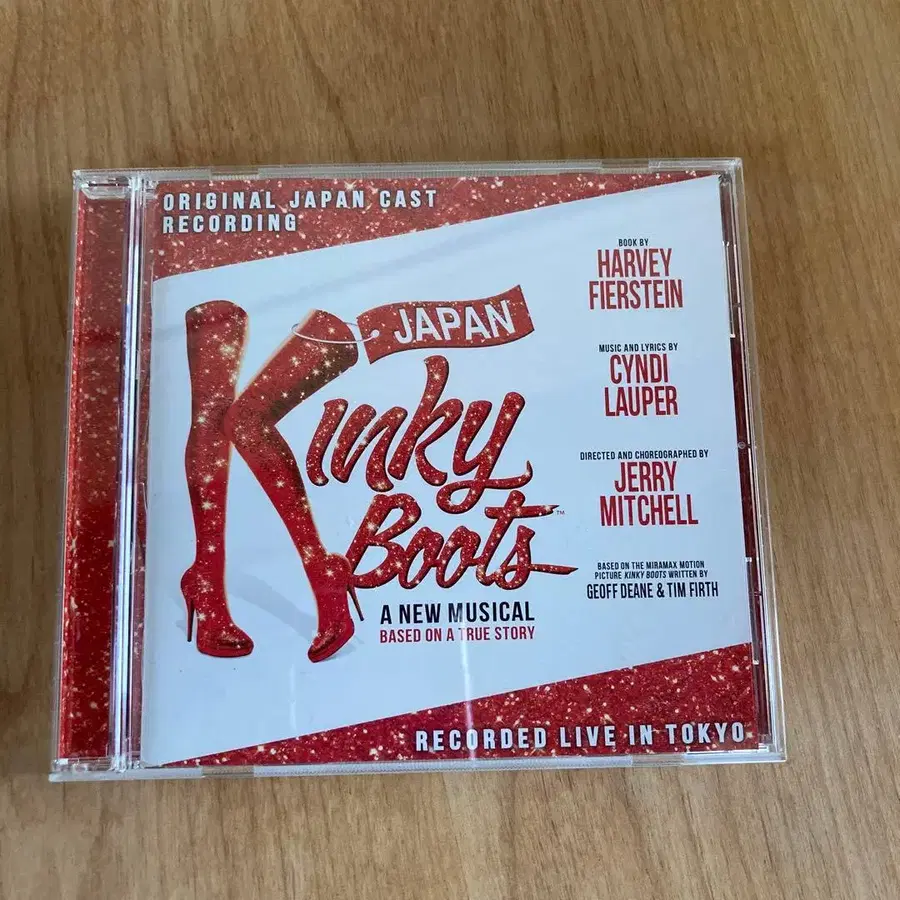 ORIGINAL JAPAN CAST
RECORDING
JAPAN
Kinky
Boots™
A NEW MUSICAL
BASED ON A TRUE STORY
BOOK BY
HARVEY
FIERSTEIN
MUSIC AND LYRICS BY
CYNDI
LAUPER
DIRECTED AND CHOREOGRAPHED BY
JERRY
MITCHELL
BASED ON THE MIRAMAX MOTION
PICTURE KINKY BOOTS WRITTEN BY
GEOFF DEANE & TIM FIRTH
RECORDED LIVE IN TOKYO